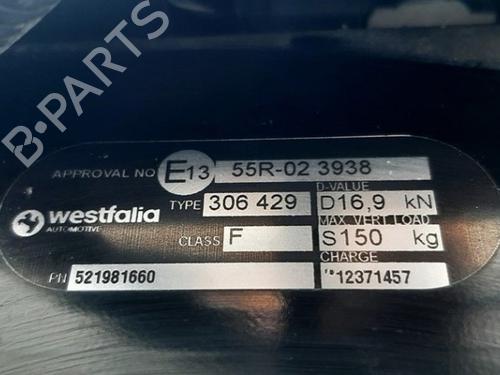 B-PARTS
APPROVAL NO E13 55R-02 3938
D-VALUE
westfalia TYPE 306 429 D16,9 kN
AUTOMOTIVE
MAX. VERT. LOAD
CLASS F S150 kg
CHARGE
PN 521981660 12371457